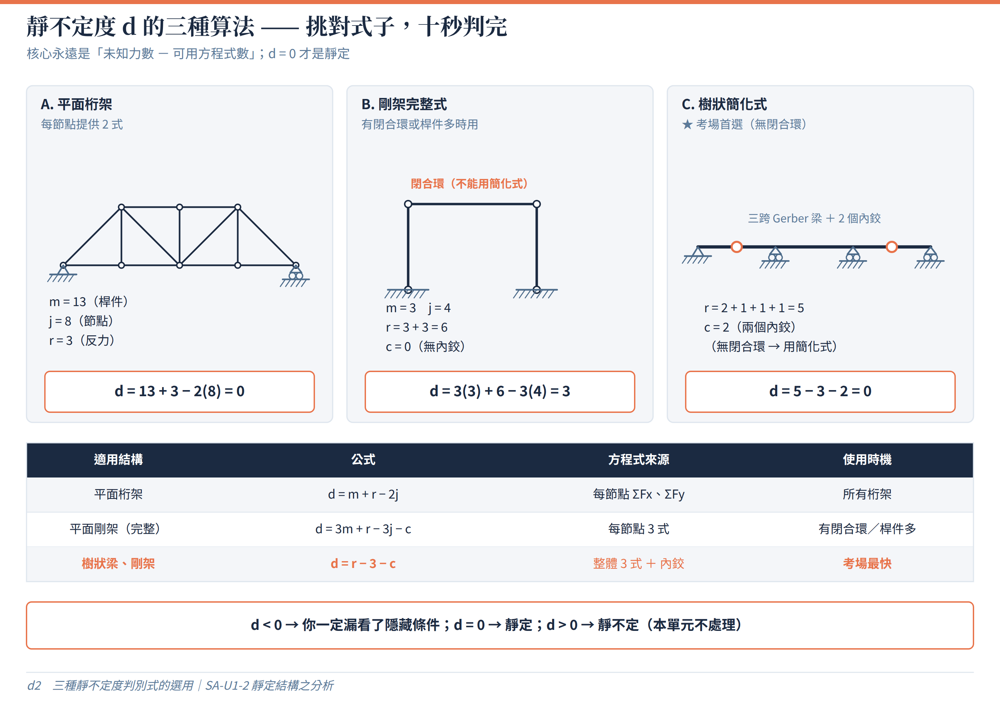 靜不定度 d 的三種算法 —— 挑對式子，十秒判完
核心永遠是「未知力數 － 可用方程式數」；d = 0 才是靜定
A. 平面桁架
每節點提供 2 式
m = 13（桿件）
j = 8（節點）
r = 3（反力）
d = 13 + 3 − 2(8) = 0
B. 剛架完整式
有閉合環或桿件多時用
閉合環（不能用簡化式）
m = 3　j = 4
r = 3 + 3 = 6
c = 0（無內鉸）
d = 3(3) + 6 − 3(4) = 3
C. 樹狀簡化式
★ 考場首選（無閉合環）
三跨 Gerber 梁 ＋ 2 個內鉸
r = 2 + 1 + 1 + 1 = 5
c = 2（兩個內鉸）
（無閉合環 → 用簡化式）
d = 5 − 3 − 2 = 0
適用結構　公式　方程式來源　使用時機
平面桁架　d = m + r − 2j　每節點 ΣFx、ΣFy　所有桁架
平面剛架（完整）　d = 3m + r − 3j − c　每節點 3 式　有閉合環／桿件多
樹狀梁、剛架　d = r − 3 − c　整體 3 式 ＋ 內鉸　考場最快
d < 0 → 你一定漏看了隱藏條件；d = 0 → 靜定；d > 0 → 靜不定（本單元不處理）
d2　三種靜不定度判別式的選用｜SA-U1-2 靜定結構之分析